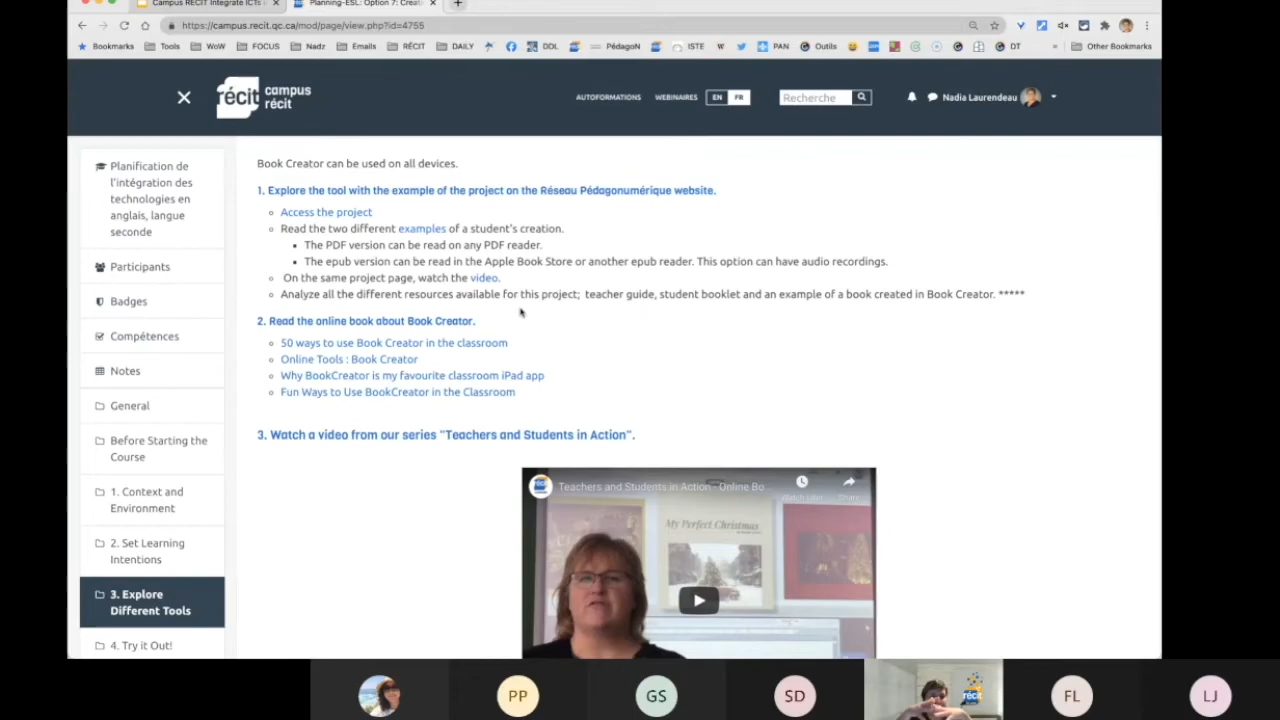 Campus RÉCIT Integrate ICTs
Planning-ESL: Option 7: Creat
https://campus.recit.qc.ca/mod/page/view.php?id=4755
Bookmarks Tools WoW FOCUS Nadz Emails RÉCIT DAILY DDL PédagoN ISTE PAN Outils DT » Other Bookmarks
récit campus récit
AUTOFORMATIONS WEBINAIRES EN FR Recherche Nadia Laurendeau
Planification de
l'intégration des
technologies en
anglais, langue
seconde
Participants
Badges
Compétences
Notes
General
Before Starting the
Course
1. Context and
Environment
2. Set Learning
Intentions
3. Explore
Different Tools
4. Try it Out!
Book Creator can be used on all devices.
1. Explore the tool with the example of the project on the Réseau Pédagonumérique website.
Access the project
Read the two different examples of a student's creation.
The PDF version can be read on any PDF reader.
The epub version can be read in the Apple Book Store or another epub reader. This option can have audio recordings.
On the same project page, watch the video.
Analyze all the different resources available for this project; teacher guide, student booklet and an example of a book created in Book Creator. *****
2. Read the online book about Book Creator.
50 ways to use Book Creator in the classroom
Online Tools : Book Creator
Why BookCreator is my favourite classroom iPad app
Fun Ways to Use BookCreator in the Classroom
3. Watch a video from our series "Teachers and Students in Action".
Teachers and Students in Action - Online Bo...
Watch later Share
My Perfect Christmas
PP GS SD récit FL LJ